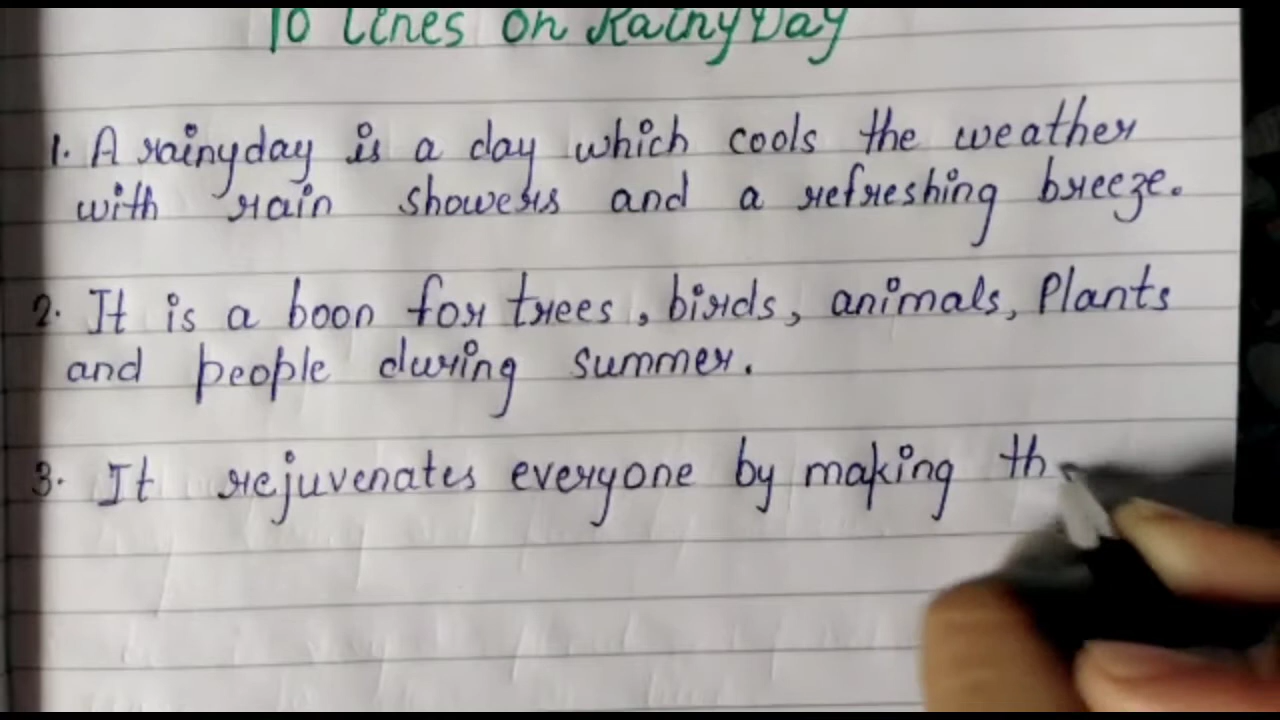 10 lines on Rainy Day
1. A rainyday is a day which cools the weather
with rain showers and a refreshing breeze.
2. It is a boon for trees, birds, animals, Plants
and people during summer.
3. It rejuvenates everyone by making th